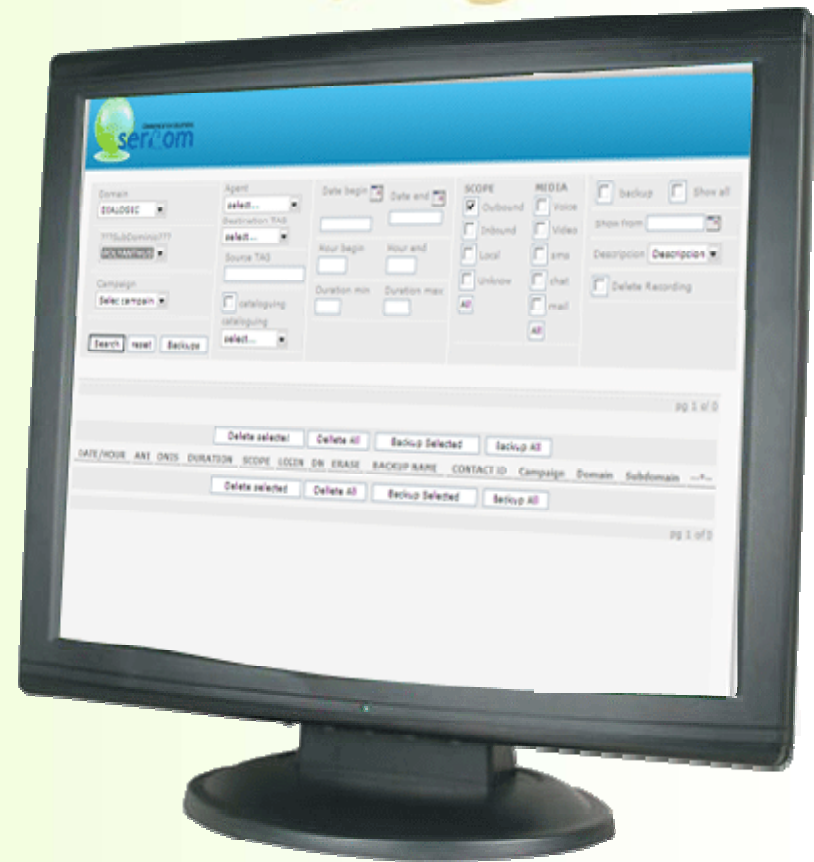 sercom
Domain
DIALOGIC
???SubDominio???
Campaign
Selec campain
Search reset Backups
Agent
select...
Destination TAG
select...
Source TAG
cataloguing
cataloguing
select...
Date begin Date end
Hour begin Hour end
Duration min Duration max
SCOPE
Outbound
Inbound
Local
Unknow
All
MEDIA
Voice
Video
sms
chat
mail
All
backup Show all
Show from
Description Description
Delete Recording
pg 1 of 0
Delete selected Dellete All Backup Selected Backup All
DATE/HOUR ANI DNIS DURATION SCOPE LOGIN DN ERASE BACKUP NAME CONTACT ID Campaign Domain Subdomain --*--
Delete selected Dellete All Backup Selected Backup All
pg 1 of 0